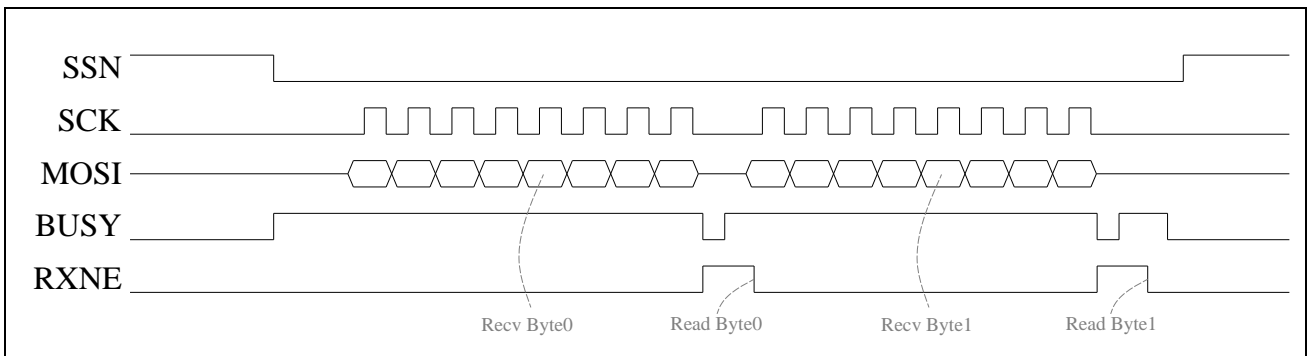 SSN
SCK
MOSI
BUSY
RXNE
Recv Byte0 Read Byte0 Recv Byte1 Read Byte1